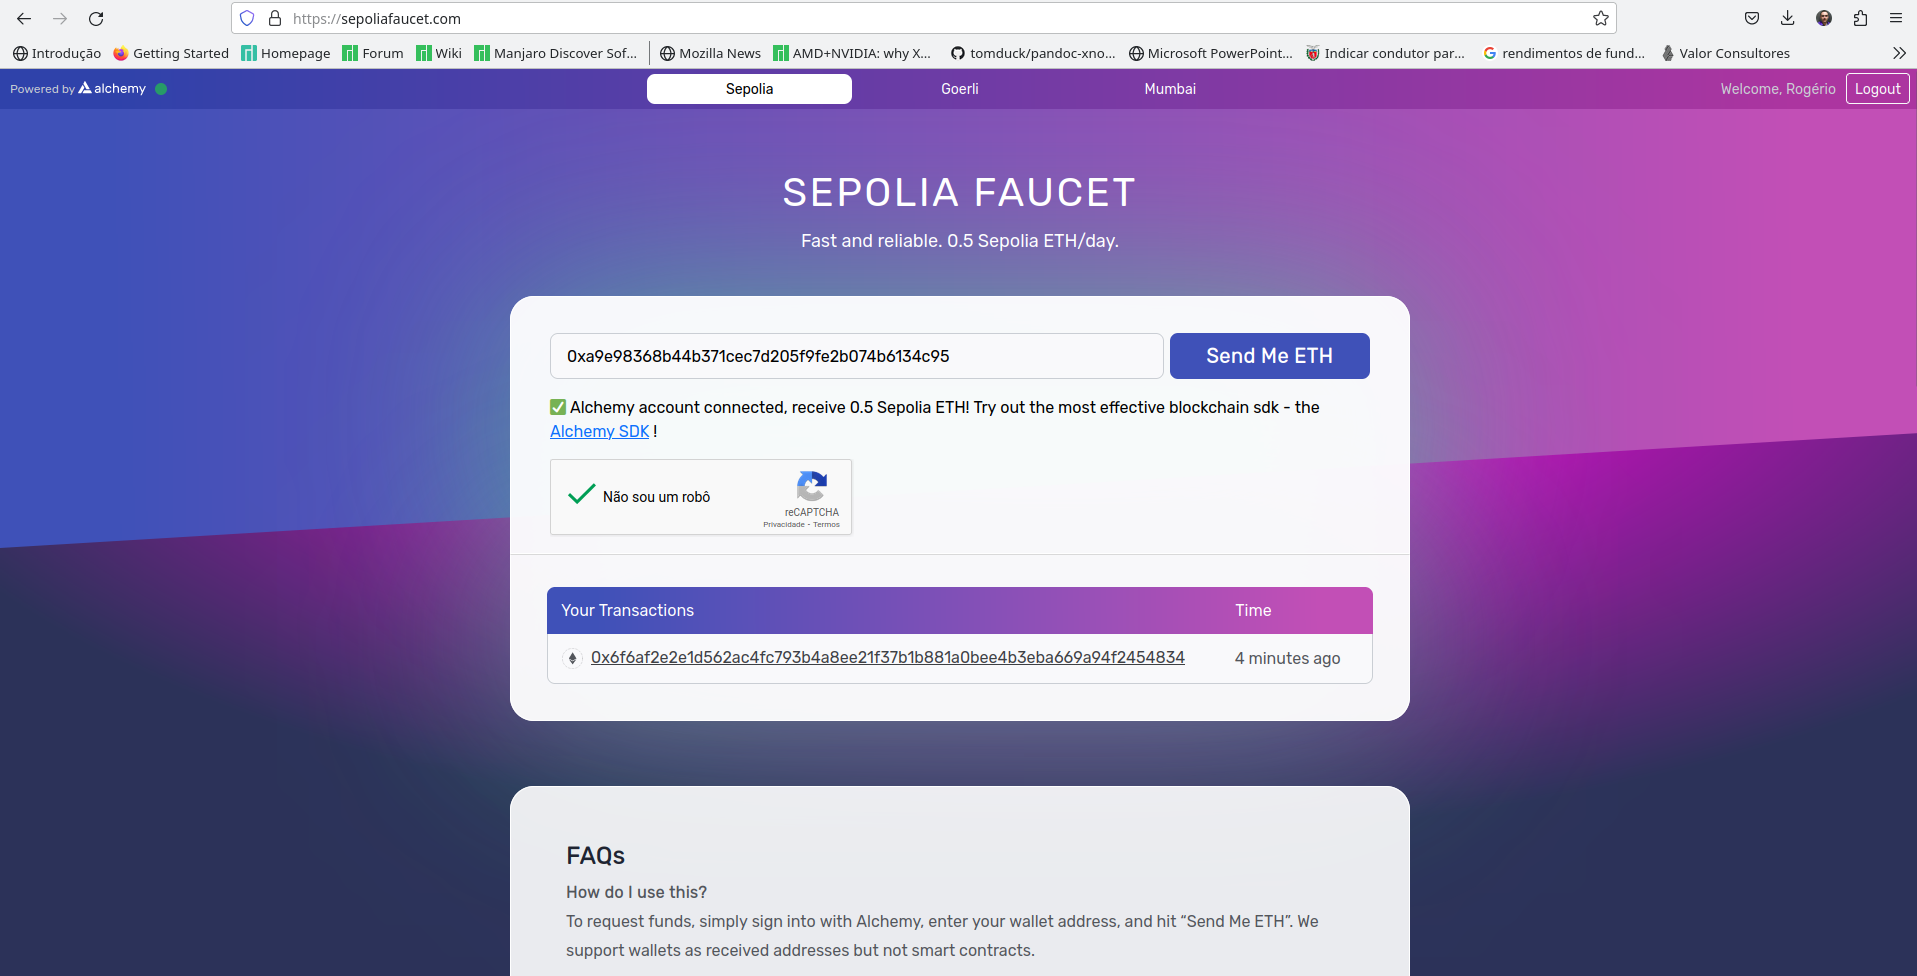 https://sepoliafaucet.com
Introdução Getting Started Homepage Forum Wiki Manjaro Discover Sof... Mozilla News AMD+NVIDIA: why X... tomduck/pandoc-xno... Microsoft PowerPoint... Indicar condutor par... rendimentos de fund... Valor Consultores
Powered by alchemy Sepolia Goerli Mumbai Welcome, Rogério Logout
SEPOLIA FAUCET
Fast and reliable. 0.5 Sepolia ETH/day.
0xa9e98368b44b371cec7d205f9fe2b074b6134c95 Send Me ETH
Alchemy account connected, receive 0.5 Sepolia ETH! Try out the most effective blockchain sdk - the
Alchemy SDK !
Não sou um robô
reCAPTCHA
Privacidade - Termos
Your Transactions Time
0x6f6af2e2e1d562ac4fc793b4a8ee21f37b1b881a0bee4b3eba669a94f2454834 4 minutes ago
FAQs
How do I use this?
To request funds, simply sign into with Alchemy, enter your wallet address, and hit “Send Me ETH”. We
support wallets as received addresses but not smart contracts.